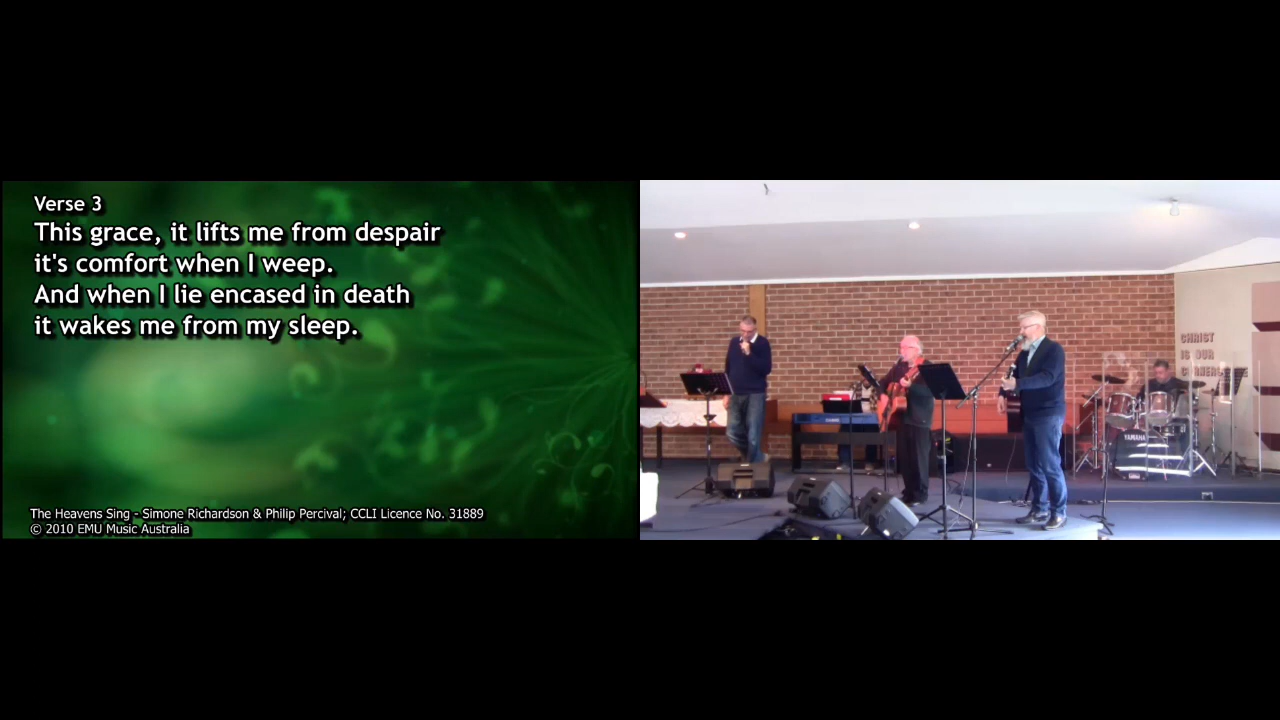 Verse 3
This grace, it lifts me from despair
it's comfort when I weep.
And when I lie encased in death
it wakes me from my sleep.
The Heavens Sing - Simone Richardson & Philip Percival; CCLI Licence No. 31889
© 2010 EMU Music Australia
CHRIST
IS OUR
CORNER
YAMAHA